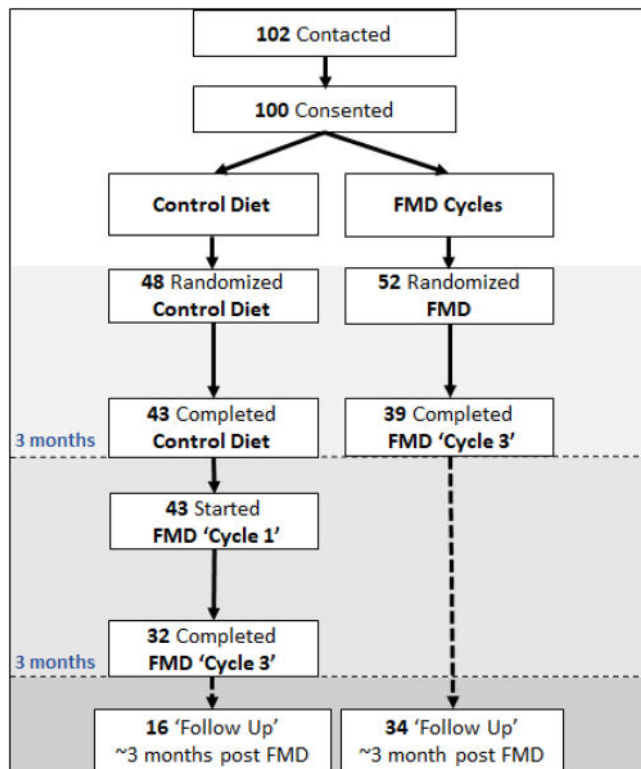 102 Contacted
100 Consented
Control Diet
FMD Cycles
48 Randomized
Control Diet
52 Randomized
FMD
43 Completed
Control Diet
39 Completed
FMD ‘Cycle 3’
3 months
43 Started
FMD ‘Cycle 1’
32 Completed
FMD ‘Cycle 3’
3 months
16 ‘Follow Up’
~3 months post FMD
34 ‘Follow Up’
~3 month post FMD